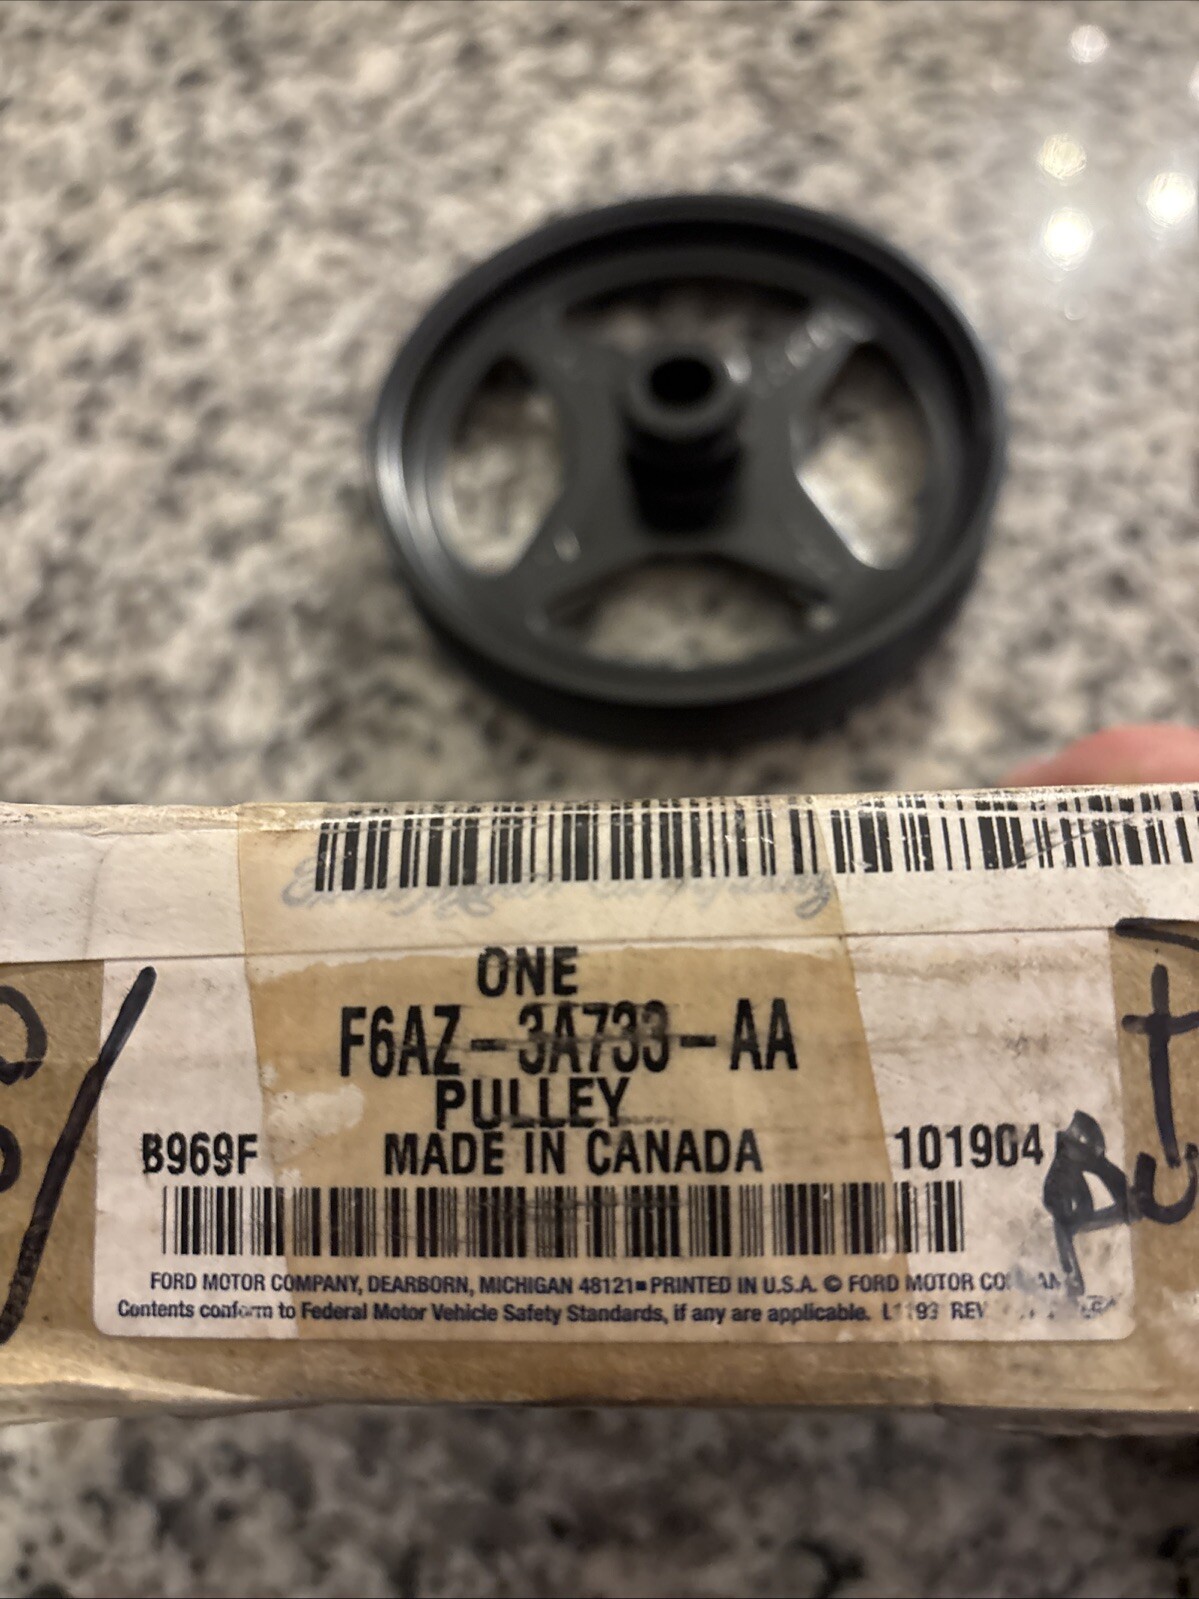 ONE
F6AZ-3A733-AA
PULLEY
MADE IN CANADA
B969F
101904
FORD MOTOR COMPANY, DEARBORN, MICHIGAN 48121■PRINTED IN U.S.A. © FORD MOTOR
Contents conform to Federal Motor Vehicle Safety Standards, if any are applicable. REV